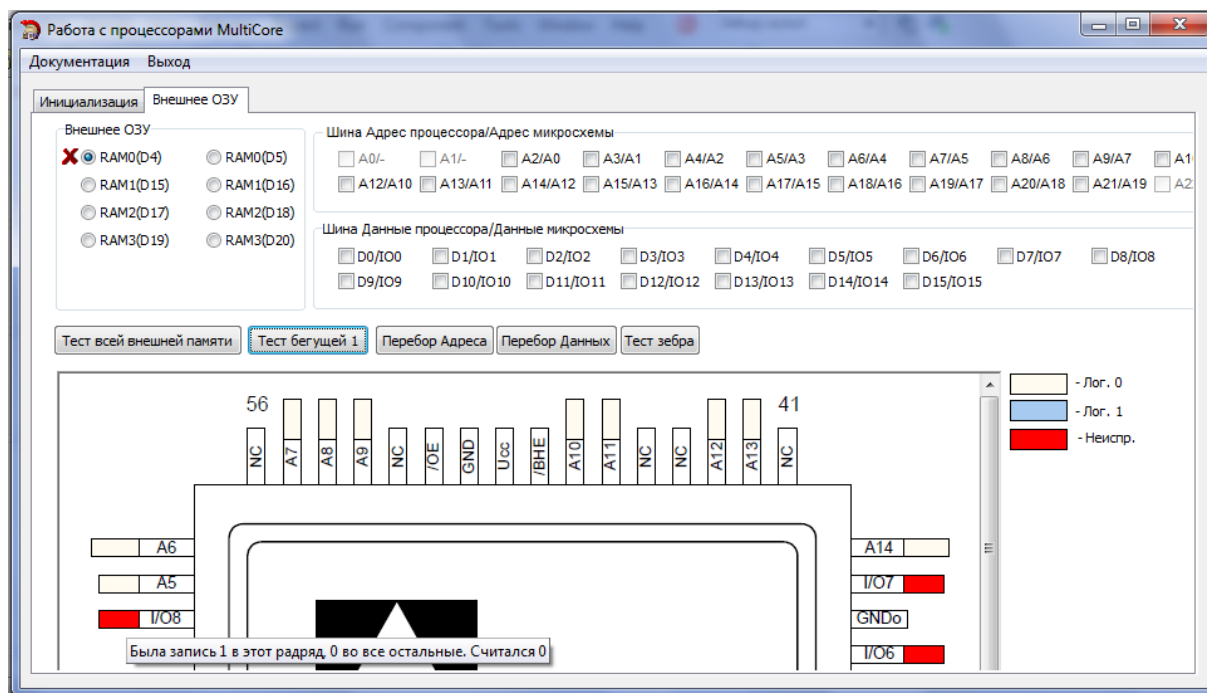 Работа с процессорами MultiCore
Документация Выход
Инициализация Внешнее ОЗУ
Внешнее ОЗУ
RAM0(D4) RAM0(D5)
RAM1(D15) RAM1(D16)
RAM2(D17) RAM2(D18)
RAM3(D19) RAM3(D20)
Шина Адрес процессора/Адрес микросхемы
A0/- A1/- A2/A0 A3/A1 A4/A2 A5/A3 A6/A4 A7/A5 A8/A6 A9/A7 A1
A12/A10 A13/A11 A14/A12 A15/A13 A16/A14 A17/A15 A18/A16 A19/A17 A20/A18 A21/A19 A2
Шина Данные процессора/Данные микросхемы
D0/IO0 D1/IO1 D2/IO2 D3/IO3 D4/IO4 D5/IO5 D6/IO6 D7/IO7 D8/IO8
D9/IO9 D10/IO10 D11/IO11 D12/IO12 D13/IO13 D14/IO14 D15/IO15
Тест всей внешней памяти Тест бегущей 1 Перебор Адреса Перебор Данных Тест зебра
- Лог. 0
- Лог. 1
- Неиспр.
56 41
NC A7 A8 A9 NC /OE GND Ucc /BHE A10 A11 NC NC A12 A13 NC
A6 A14
A5 I/O7
I/O8 GNDo
Была запись 1 в этот радряд, 0 во все остальные. Считался 0
I/O6